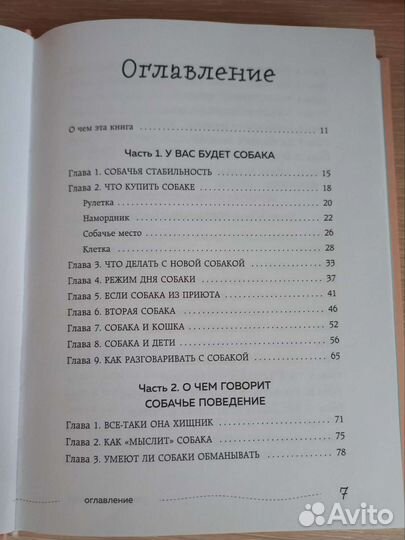 Оглавление
О чем эта книга 11
Часть 1. У ВАС БУДЕТ СОБАКА
Глава 1. СОБАЧЬЯ СТАБИЛЬНОСТЬ 15
Глава 2. ЧТО КУПИТЬ СОБАКЕ 18
Рулетка 20
Намордник 22
Собачье место 26
Клетка 28
Глава 3. ЧТО ДЕЛАТЬ С НОВОЙ СОБАКОЙ 33
Глава 4. РЕЖИМ ДНЯ СОБАКИ 37
Глава 5. ЕСЛИ СОБАКА ИЗ ПРИЮТА 41
Глава 6. ВТОРАЯ СОБАКА 46
Глава 7. СОБАКА И КОШКА 52
Глава 8. СОБАКА И ДЕТИ 56
Глава 9. КАК РАЗГОВАРИВАТЬ С СОБАКОЙ 65
Часть 2. О ЧЕМ ГОВОРИТ
СОБАЧЬЕ ПОВЕДЕНИЕ
Глава 1. ВСЕ-ТАКИ ОНА ХИЩНИК 71
Глава 2. КАК «МЫСЛИТ» СОБАКА 75
Глава 3. УМЕЮТ ЛИ СОБАКИ ОБМАНЫВАТЬ 78
оглавление 7
Avito